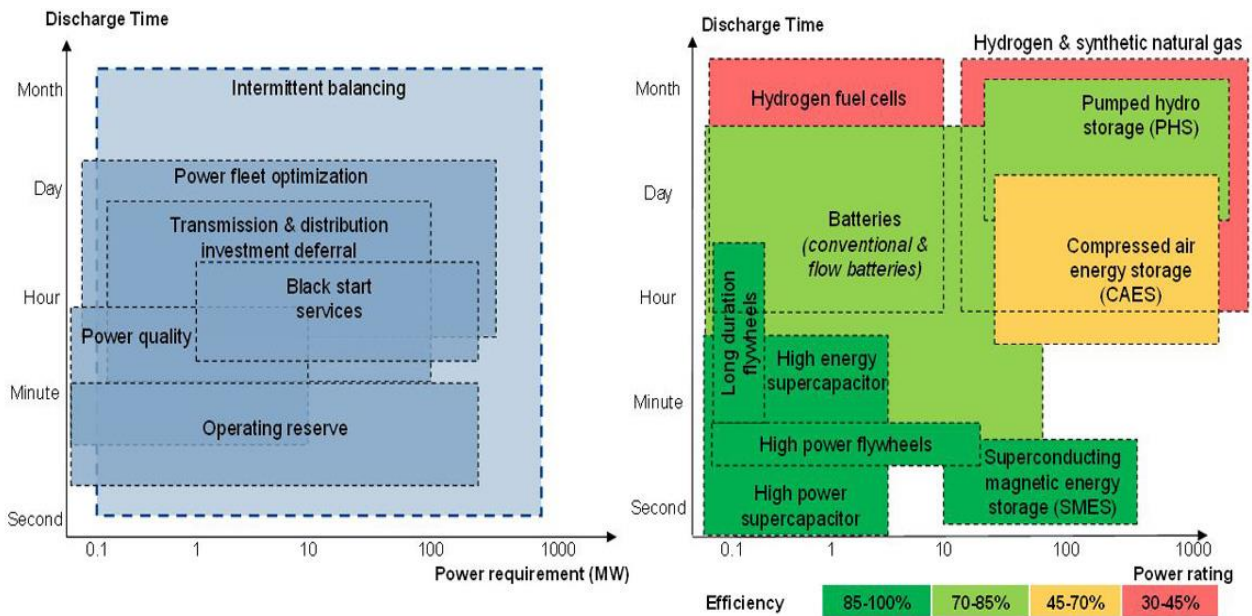 Discharge Time
Month
Day
Hour
Minute
Second
Intermittent balancing
Power fleet optimization
Transmission & distribution
investment deferral
Black start
services
Power quality
Operating reserve
0.1
1
10
100
1000
Power requirement (MW)
Discharge Time
Hydrogen & synthetic natural gas
Month
Day
Hour
Minute
Second
Hydrogen fuel cells
Pumped hydro
storage (PHS)
Batteries
(conventional &
flow batteries)
Compressed air
energy storage
(CAES)
Long duration
flywheels
High energy
supercapacitor
High power flywheels
High power
supercapacitor
Superconducting
magnetic energy
storage (SMES)
0.1
1
10
100
1000
Power rating
Efficiency
85-100%
70-85%
45-70%
30-45%